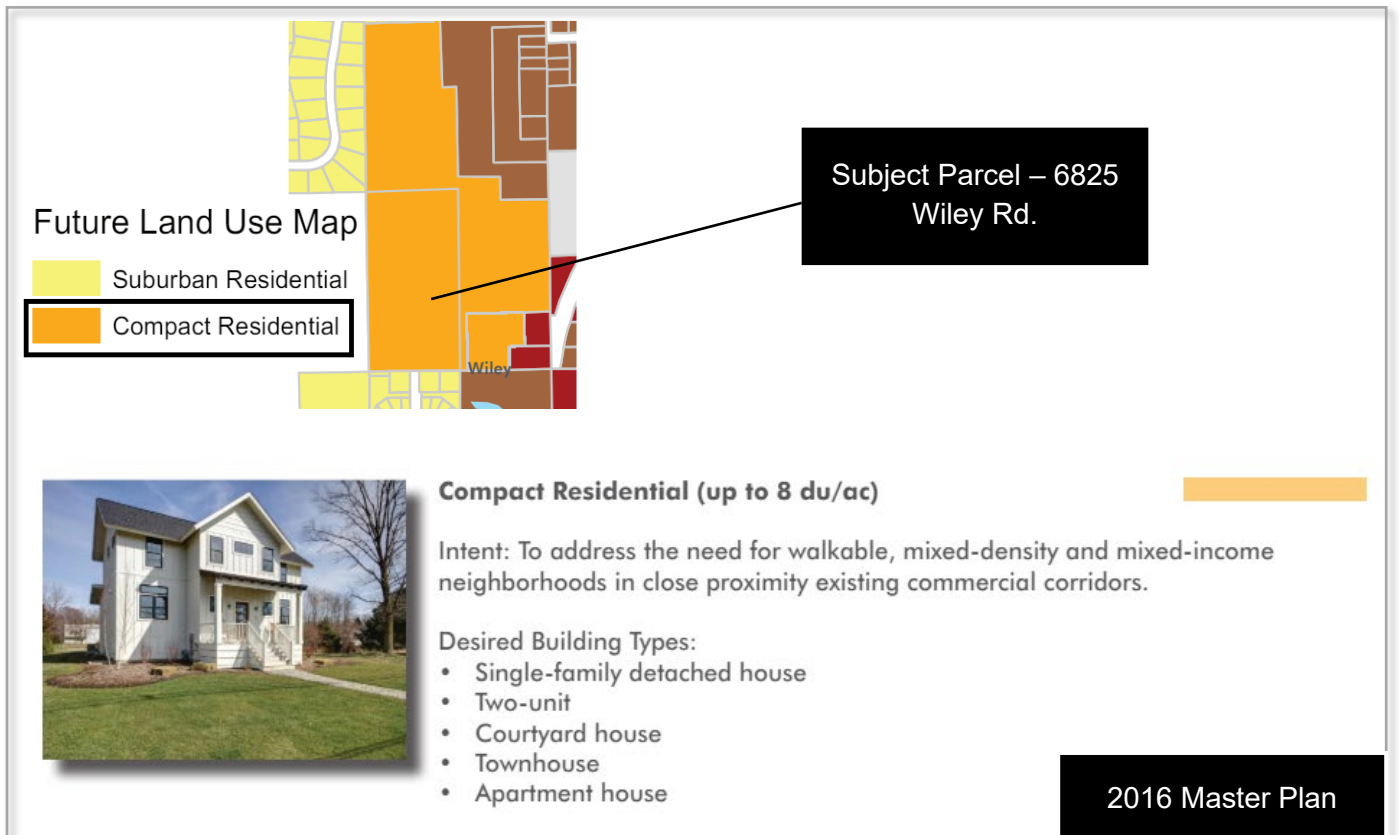 Subject Parcel – 6825
Wiley Rd.
Future Land Use Map
Suburban Residential
Compact Residential
Wiley
Compact Residential (up to 8 du/ac)
Intent: To address the need for walkable, mixed-density and mixed-income
neighborhoods in close proximity existing commercial corridors.
Desired Building Types:
• Single-family detached house
• Two-unit
• Courtyard house
• Townhouse
• Apartment house
2016 Master Plan